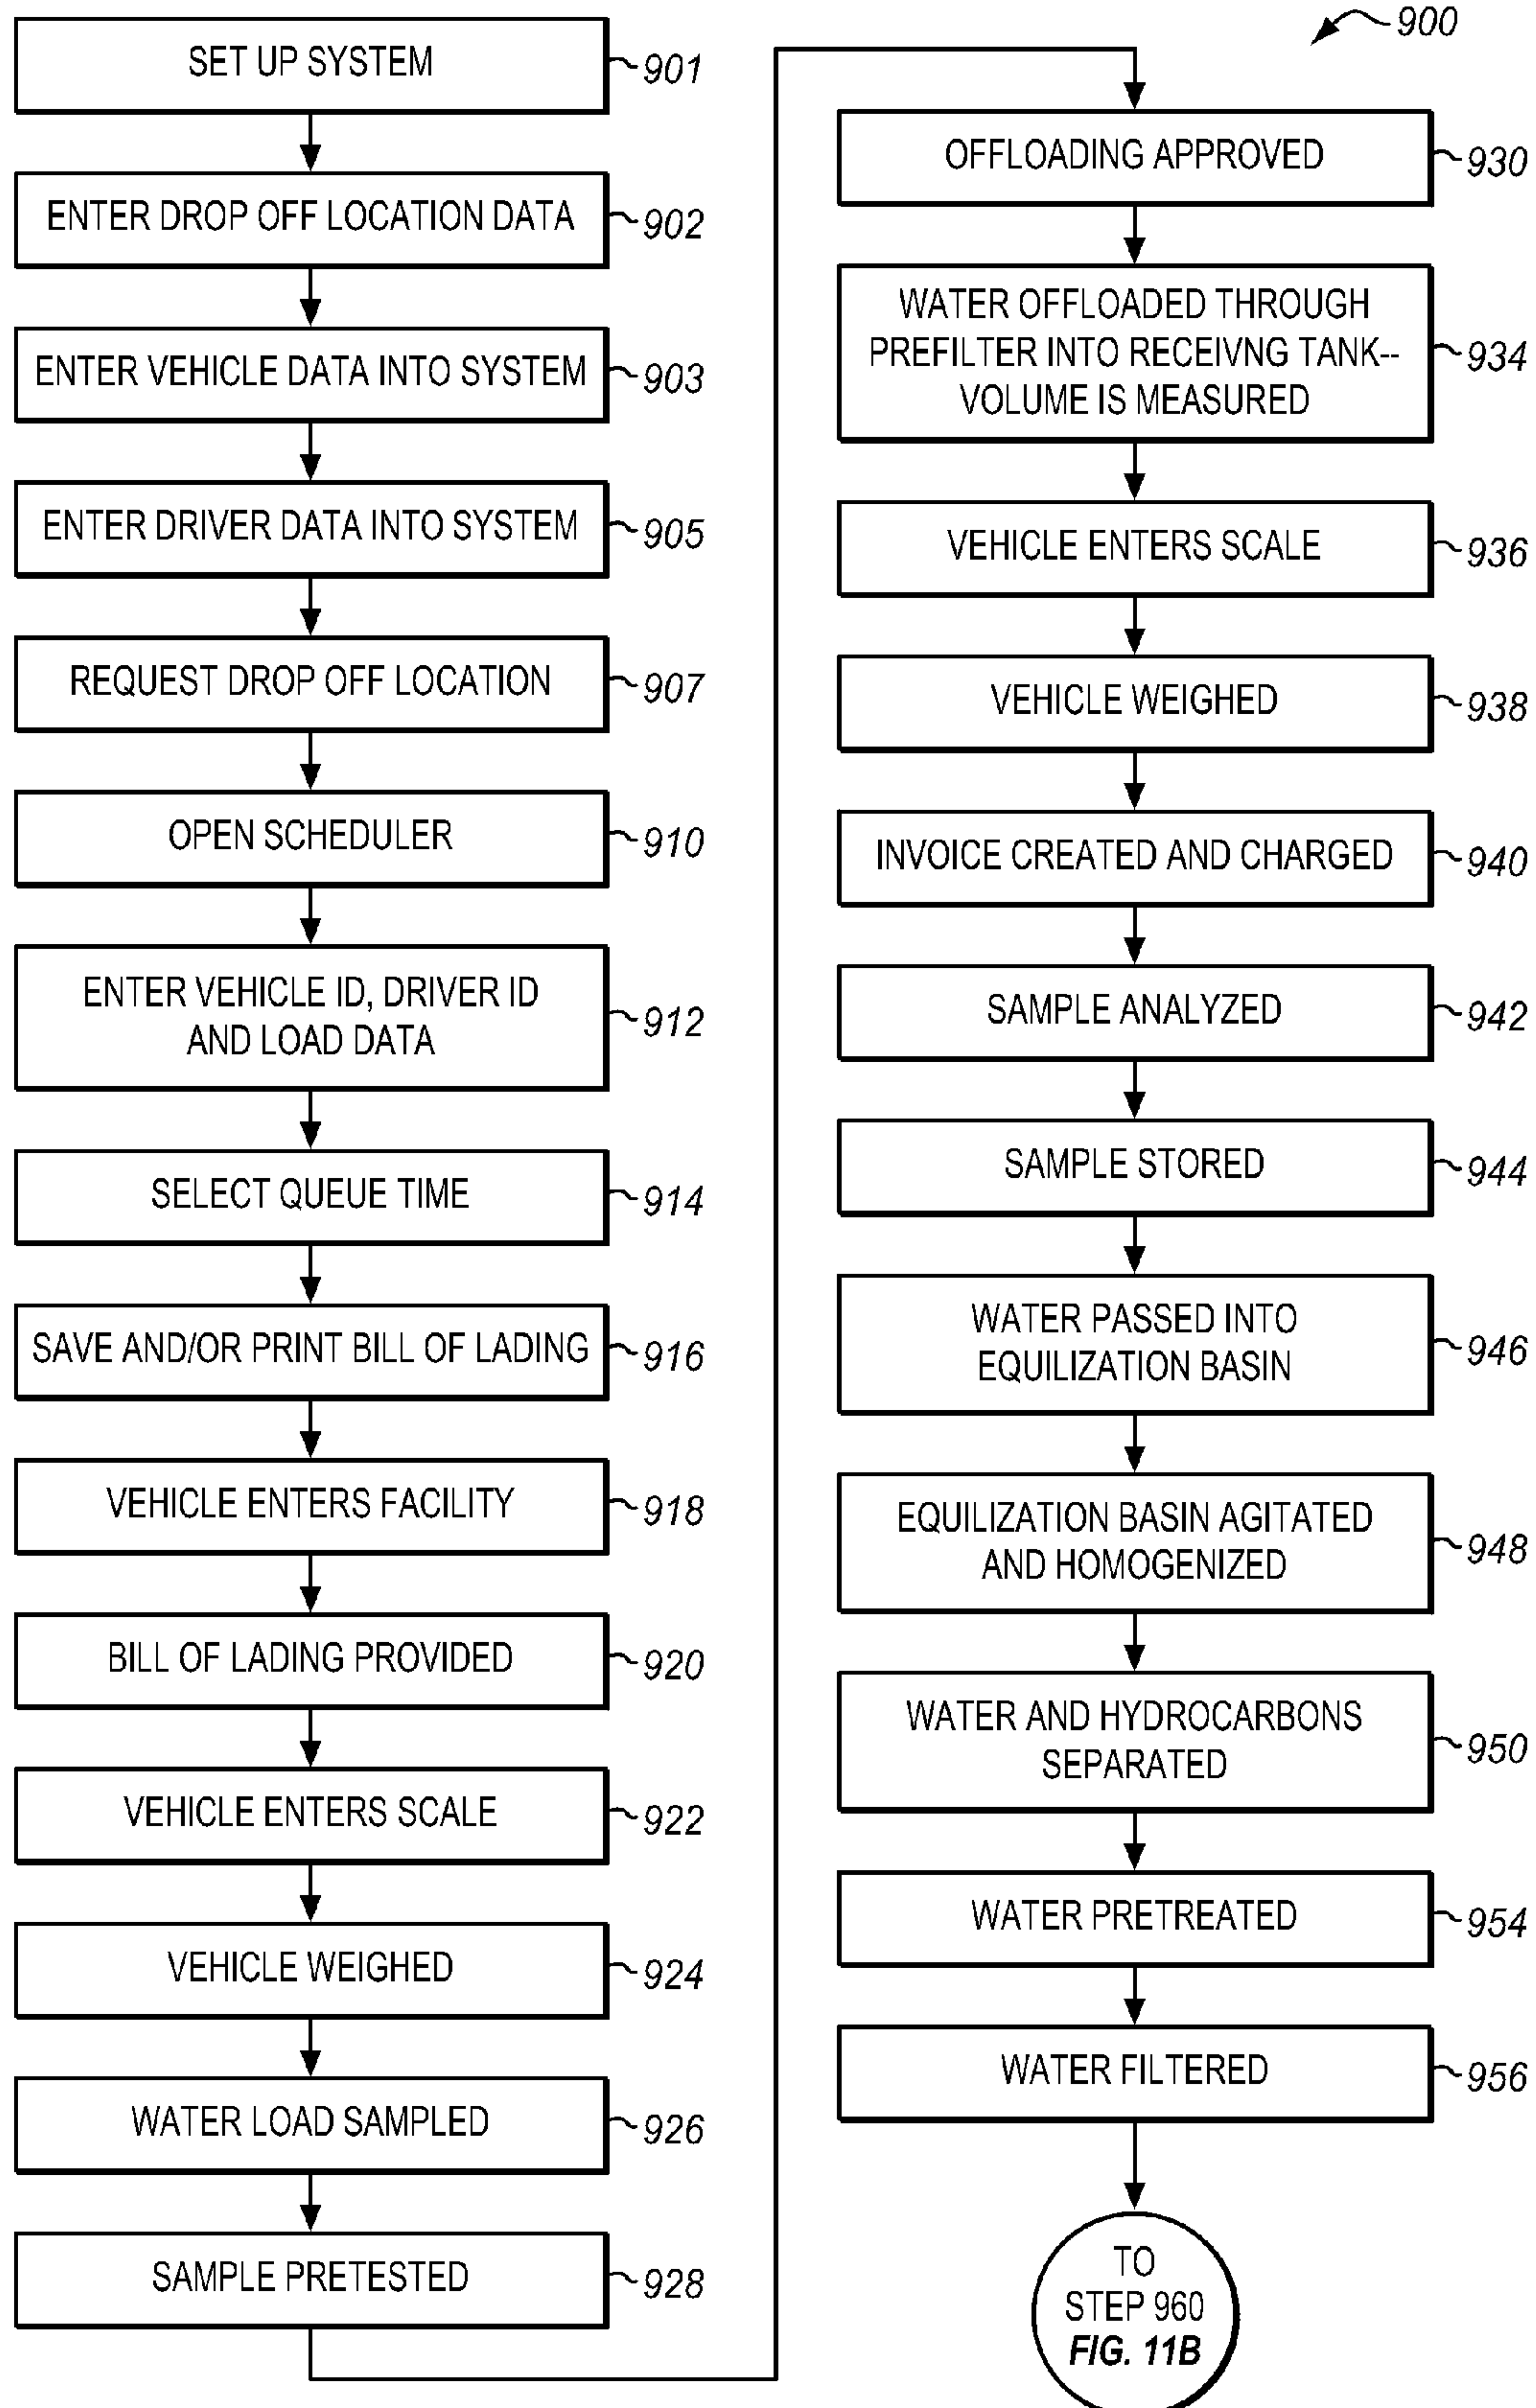 SET UP SYSTEM
901
ENTER DROP OFF LOCATION DATA
902
ENTER VEHICLE DATA INTO SYSTEM
903
ENTER DRIVER DATA INTO SYSTEM
905
REQUEST DROP OFF LOCATION
907
OPEN SCHEDULER
910
ENTER VEHICLE ID, DRIVER ID
AND LOAD DATA
912
SELECT QUEUE TIME
914
SAVE AND/OR PRINT BILL OF LADING
916
VEHICLE ENTERS FACILITY
918
BILL OF LADING PROVIDED
920
VEHICLE ENTERS SCALE
922
VEHICLE WEIGHED
924
WATER LOAD SAMPLED
926
SAMPLE PRETESTED
928
900
OFFLOADING APPROVED
930
WATER OFFLOADED THROUGH
PREFILTER INTO RECEIVNG TANK--
VOLUME IS MEASURED
934
VEHICLE ENTERS SCALE
936
VEHICLE WEIGHED
938
INVOICE CREATED AND CHARGED
940
SAMPLE ANALYZED
942
SAMPLE STORED
944
WATER PASSED INTO
EQUILIZATION BASIN
946
EQUILIZATION BASIN AGITATED
AND HOMOGENIZED
948
WATER AND HYDROCARBONS
SEPARATED
950
WATER PRETREATED
954
WATER FILTERED
956
TO
STEP 960
FIG. 11B